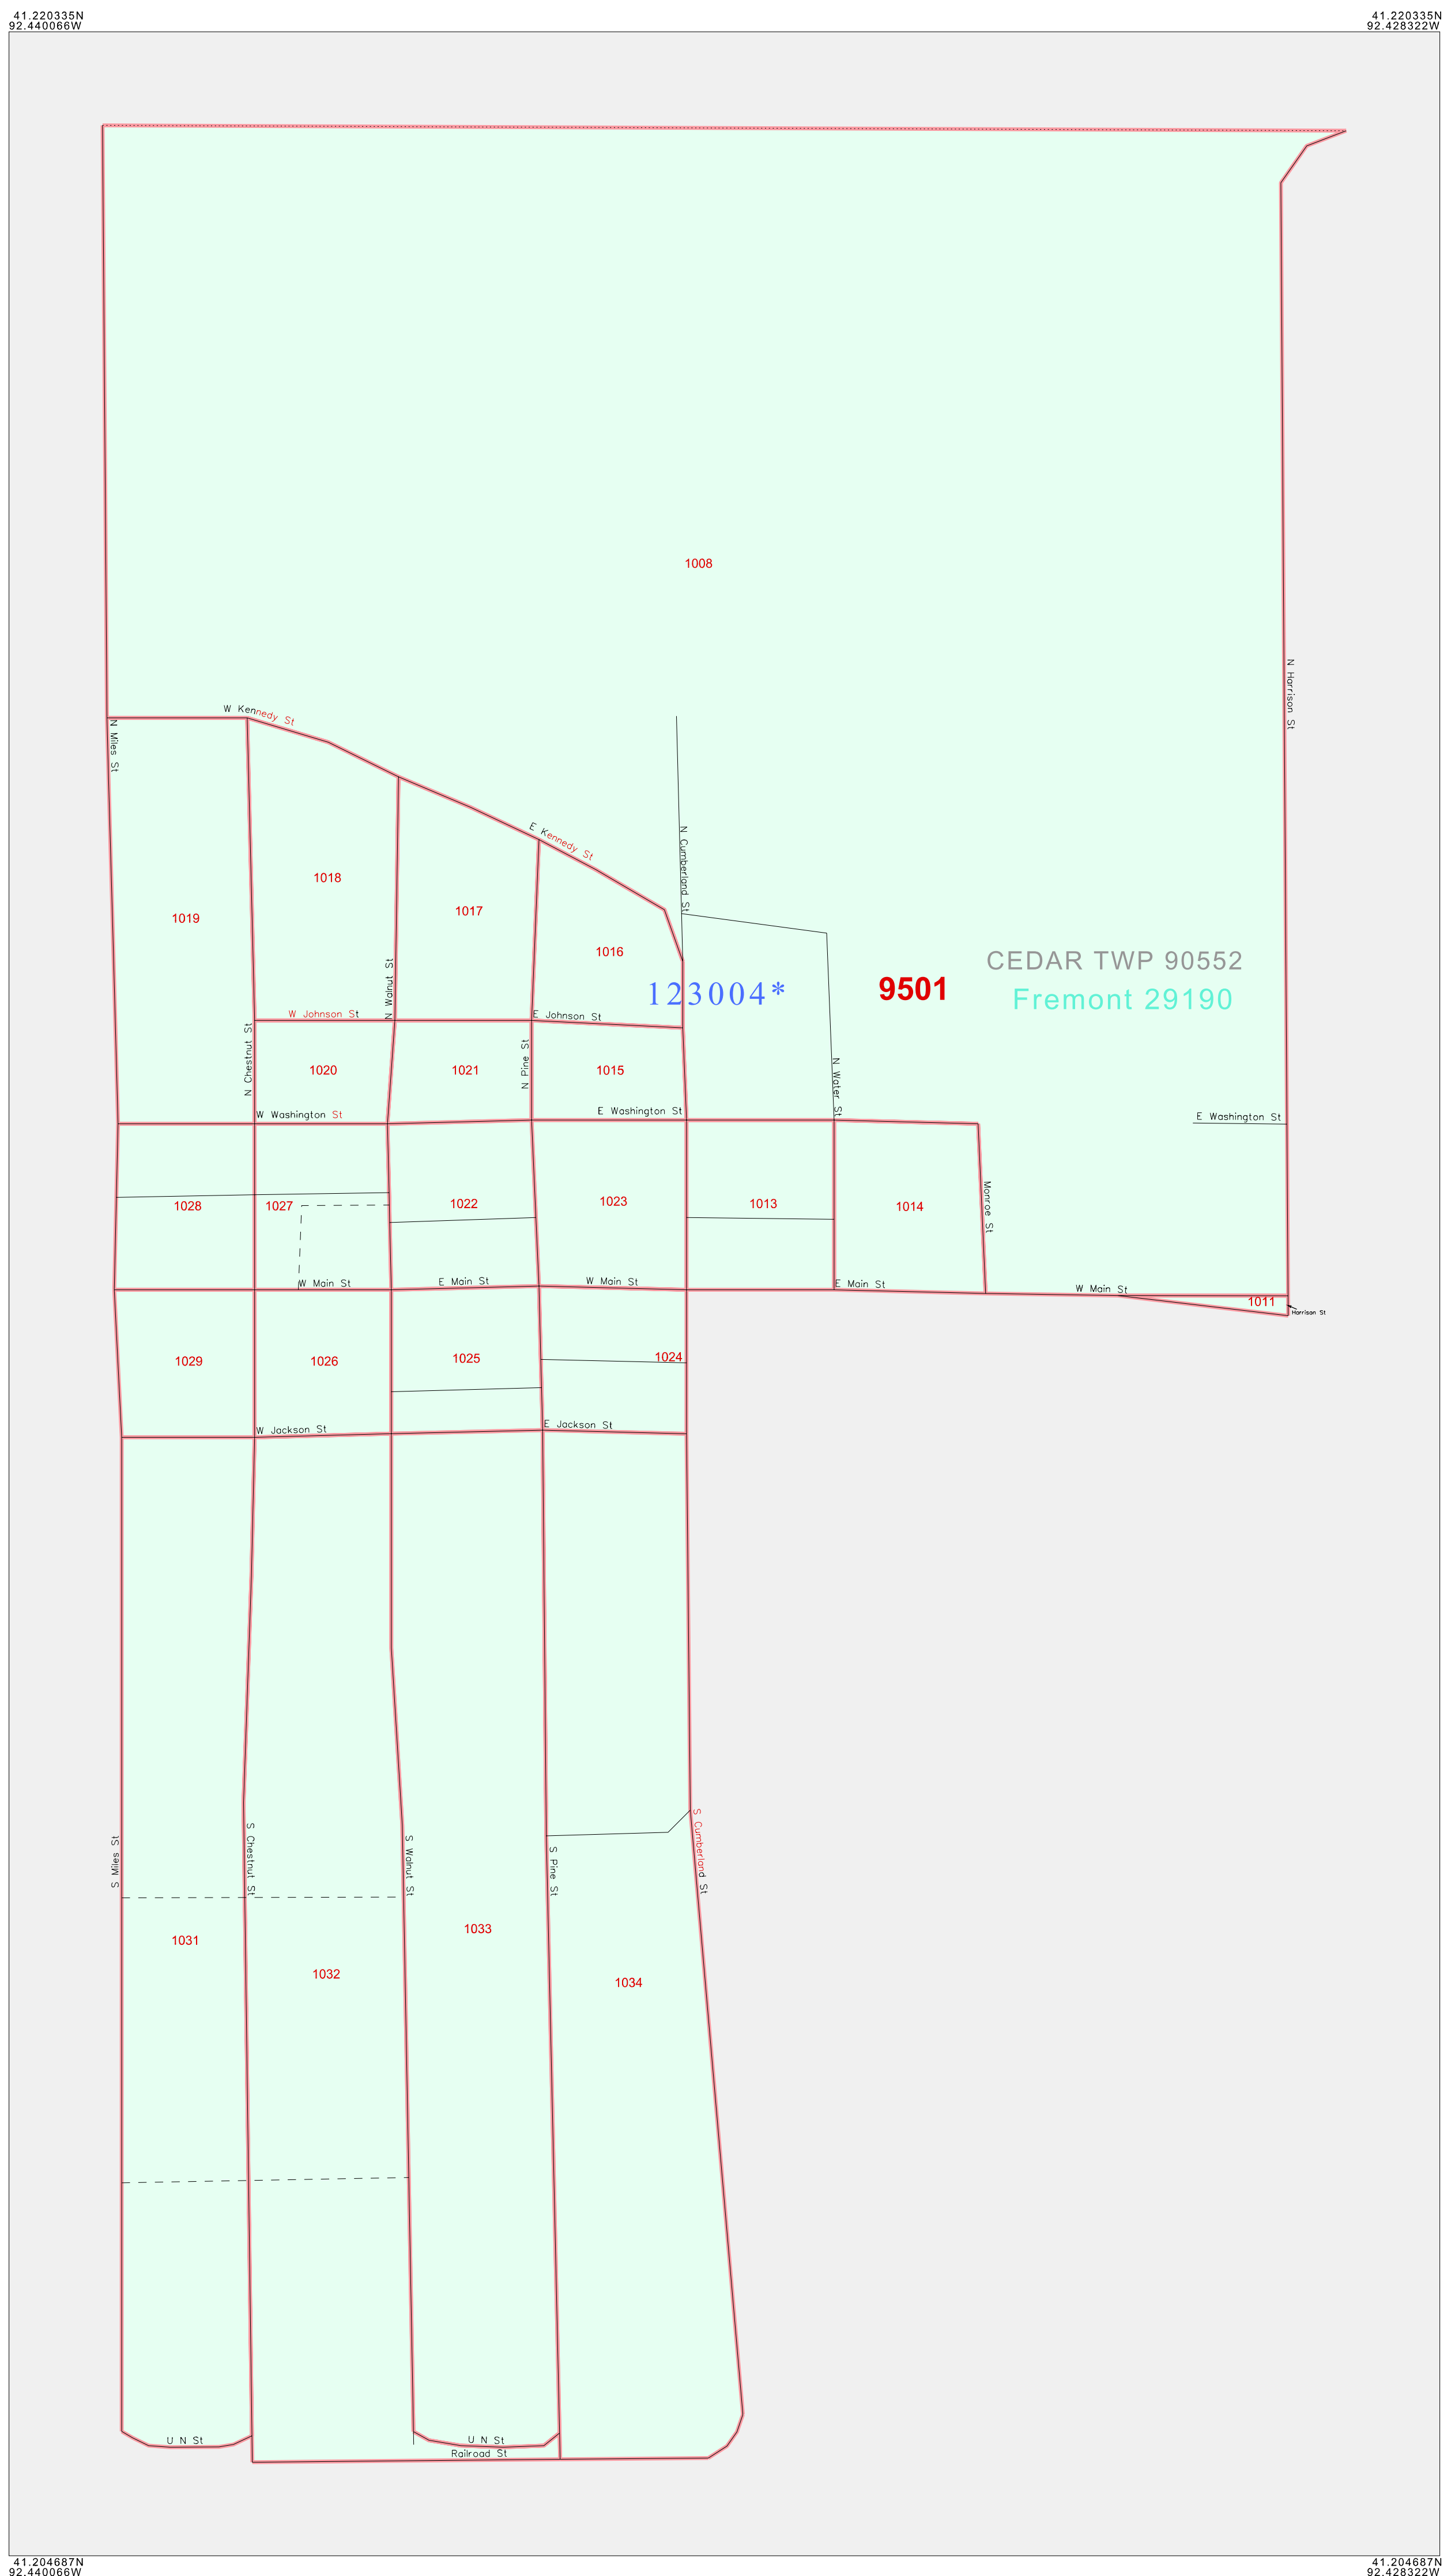 41.220335N
92.440066W
41.220335N
92.428322W
1008
N Harrison St
W Kennedy St
N Miles St
E Kennedy St
N Cumberland St
1018
1017
1019
1016
CEDAR TWP 90552
123004*
9501
Fremont 29190
N Walnut St
W Johnson St
E Johnson St
N Chestnut St
N Pine St
N Water St
1020
1021
1015
W Washington St
E Washington St
E Washington St
1028
1027
1022
1023
1013
1014
Monroe St
W Main St
E Main St
W Main St
E Main St
W Main St
1011
Harrison St
1029
1026
1025
1024
W Jackson St
E Jackson St
S Miles St
S Chestnut St
S Walnut St
S Pine St
S Cumberland St
1031
1032
1033
1034
U N St
U N St
Railroad St
41.204687N
92.440066W
41.204687N
92.428322W